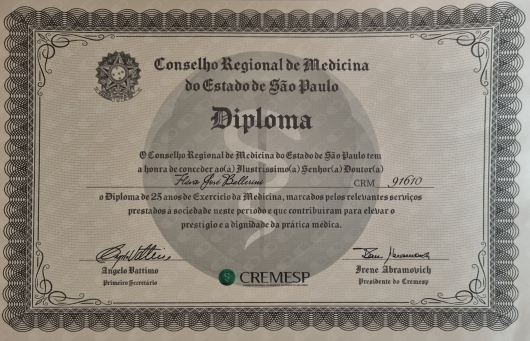 Conselho Regional de Medicina
do Estado de São Paulo
Diploma
O Conselho Regional de Medicina do Estado de São Paulo tem
a honra de conceder ao(à) Ilustríssimo(a) Senhor(a) Doutor(a)
Flavio José Ballerini CRM 91610
o Diploma de 25 anos de Exercício da Medicina, marcados pelos relevantes serviços
prestados à sociedade neste período e que contribuíram para elevar o
prestígio e a dignidade da prática médica.
Angelo Vattimo
Primeiro Secretário
CREMESP
Irene Abramovich
Presidente do Cremesp